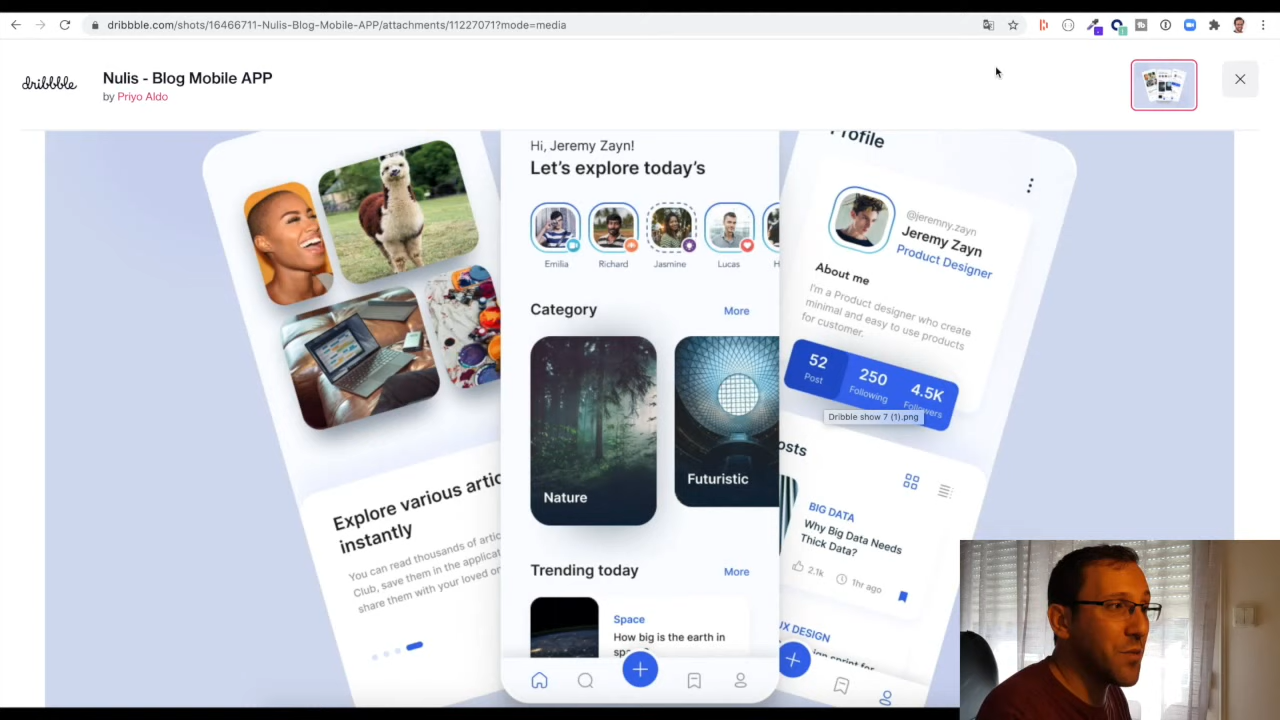 dribbble.com/shots/16466711-Nulis-Blog-Mobile-APP/attachments/11227071?mode=media
dribbble
Nulis - Blog Mobile APP
by Priyo Aldo
Explore various artic
instantly
You can read thousands of artic
Club, save them in the applicat
share them with your loved on
Hi, Jeremy Zayn!
Let's explore today's
Emilia
Richard
Jasmine
Lucas
H
Category
More
Nature
Futuristic
Trending today
More
Space
How big is the earth in
Profile
@jeremny.zayn
Jeremy Zayn
Product Designer
About me
I'm a Product designer who create
minimal and easy to use products
for customer.
52
Post
250
Following
4.5K
Followers
Dribble show 7 (1).png
osts
BIG DATA
Why Big Data Needs
Thick Data?
2.1k
1hr ago
UX DESIGN
ign sprint for